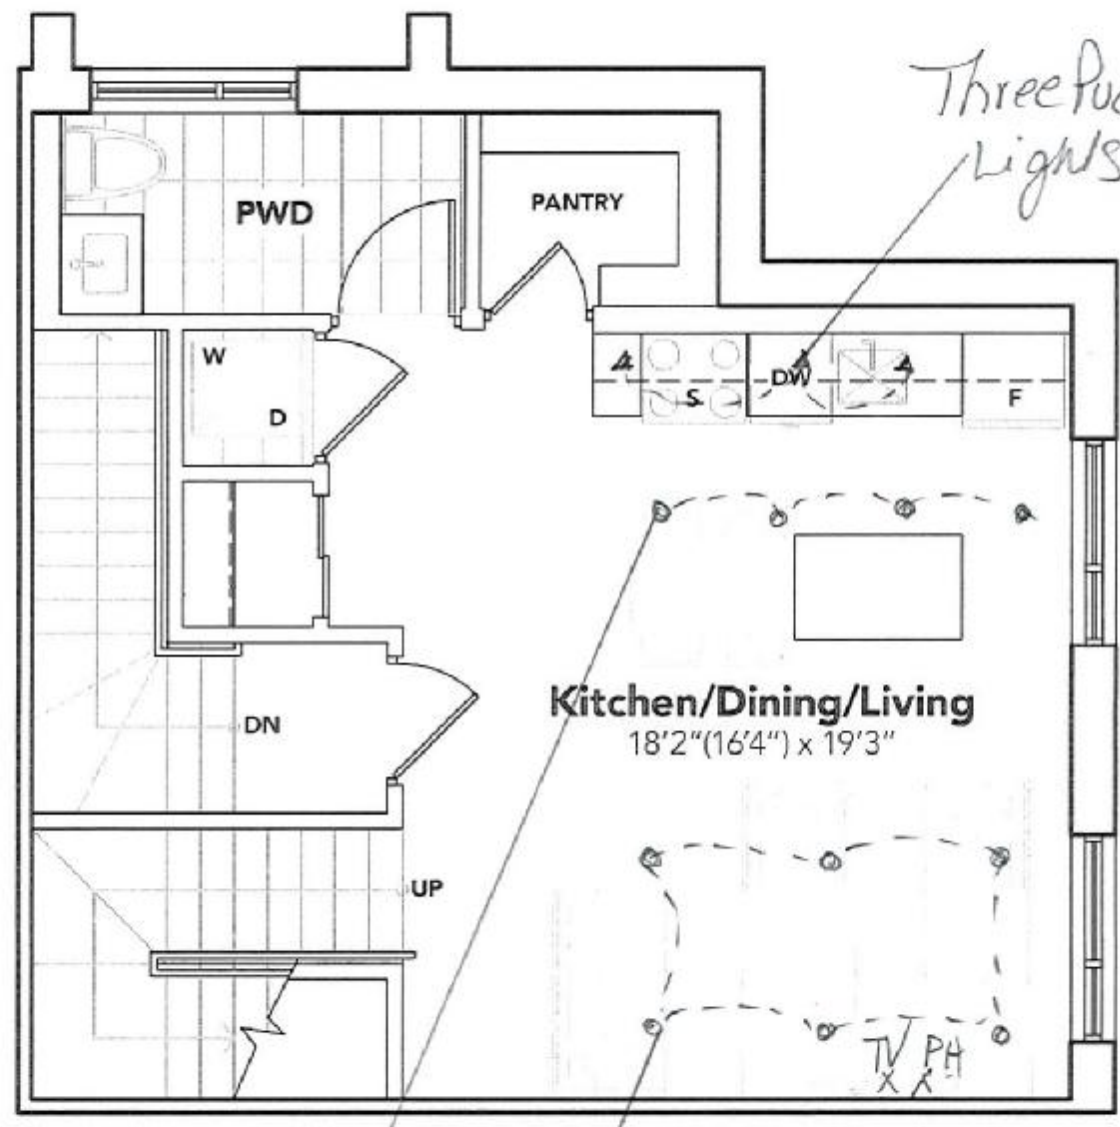 Three Puc
Lights
PWD
PANTRY
W
D
DW
S
F
Kitchen/Dining/Living
18'2"(16'4") x 19'3"
DN
UP
TV PH
X X